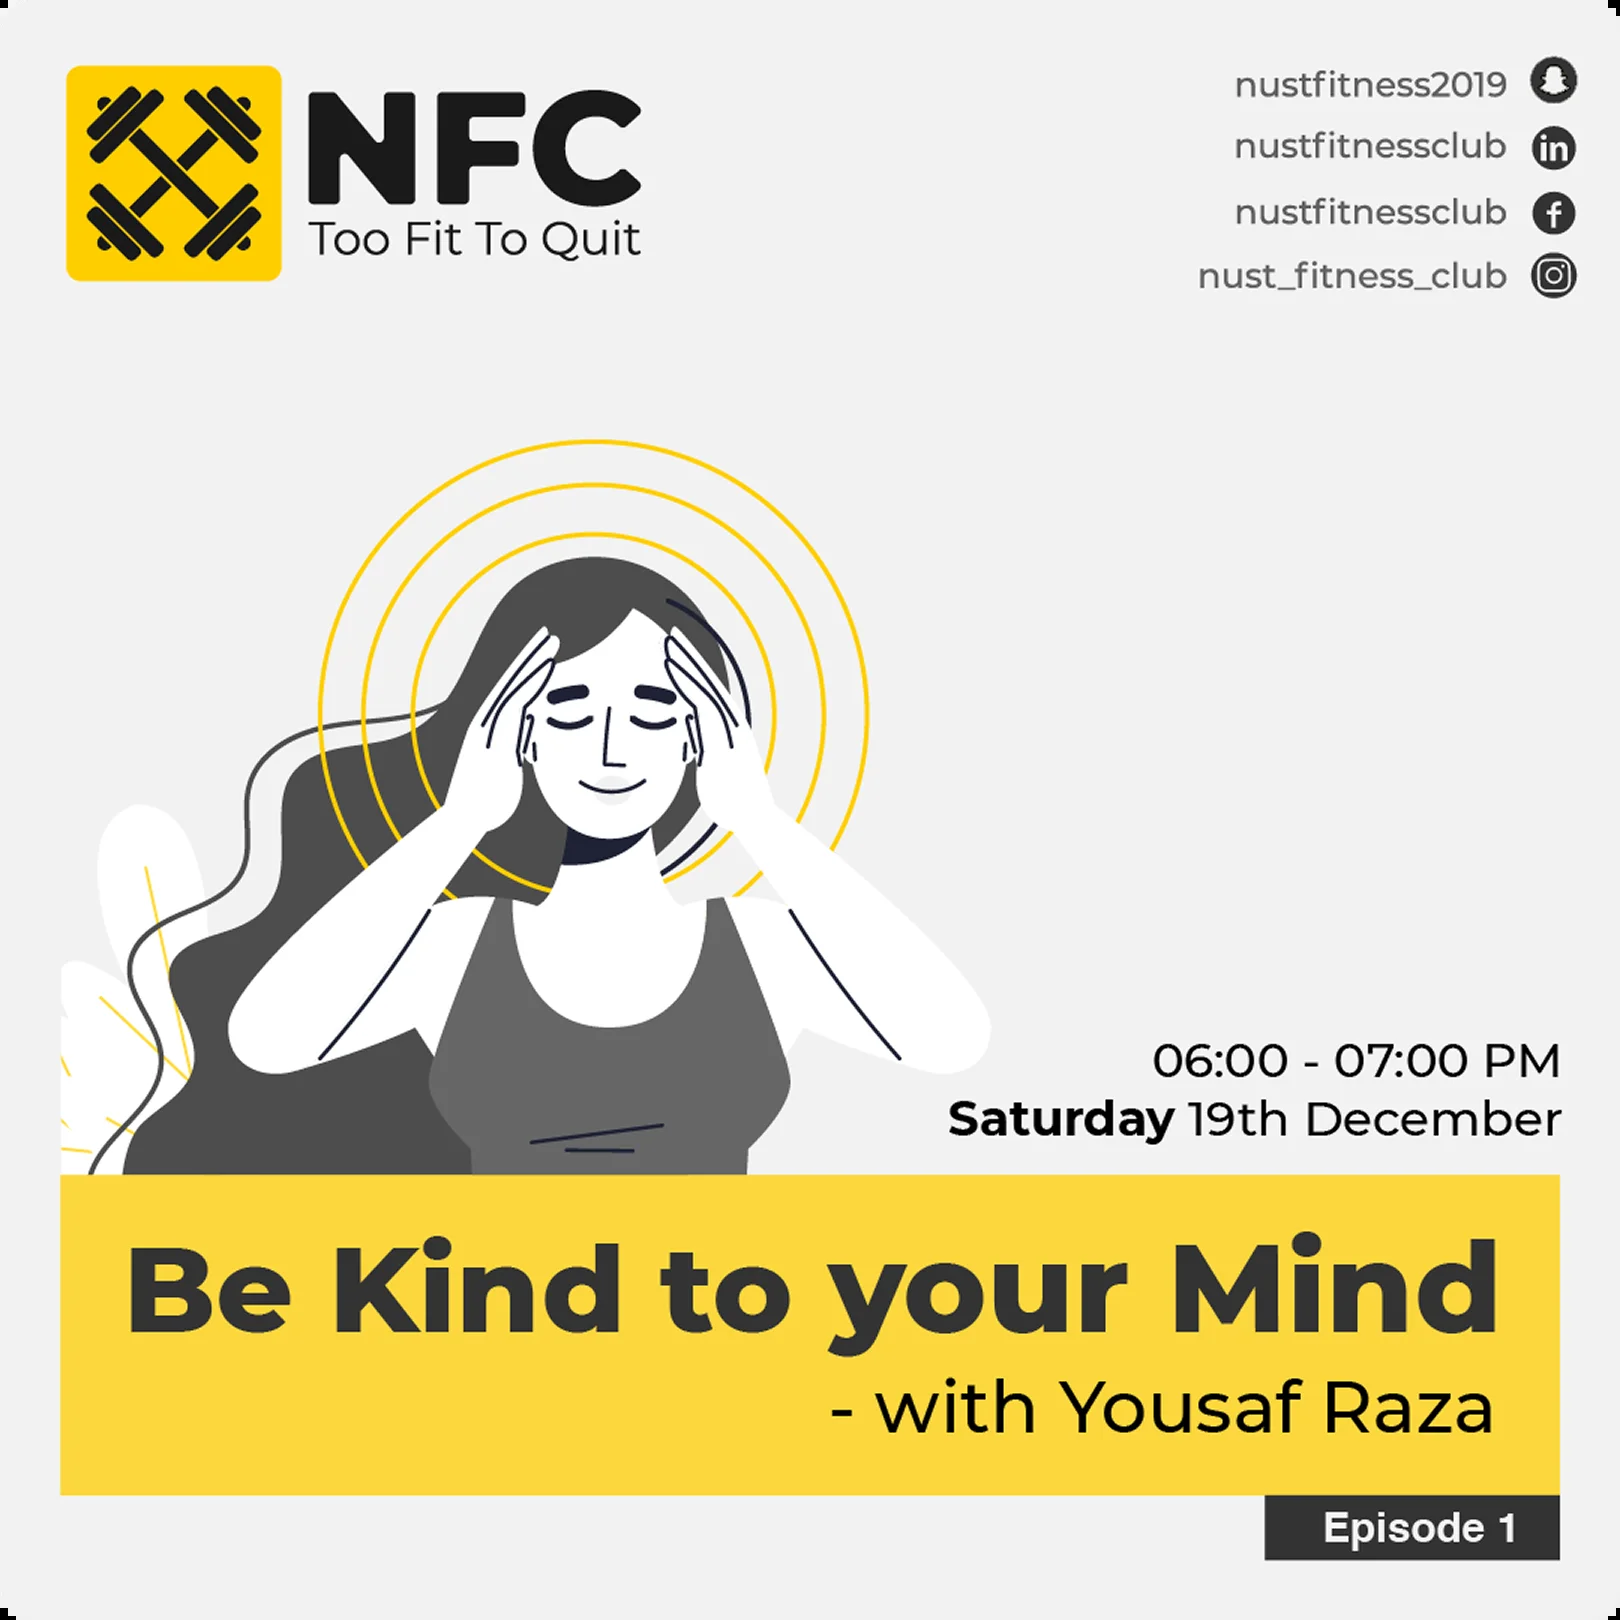 NFC
Too Fit To Quit
nustfitness2019
nustfitnessclub
in
nustfitnessclub
f
nust_fitness_club
06:00 - 07:00 PM
Saturday 19th December
Be Kind to your Mind
- with Yousaf Raza
Episode 1